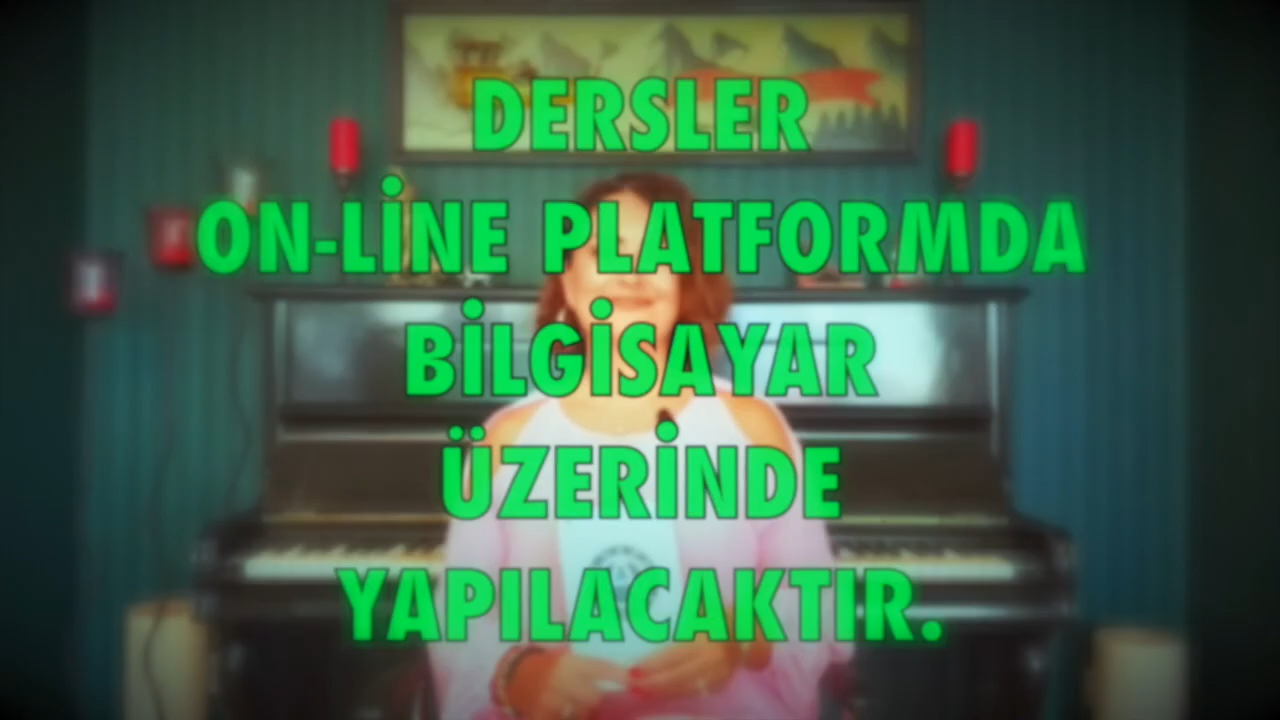 DERSLER
ON-LİNE PLATFORMDA
BİLGİSAYAR
ÜZERİNDE
YAPILACAKTIR.